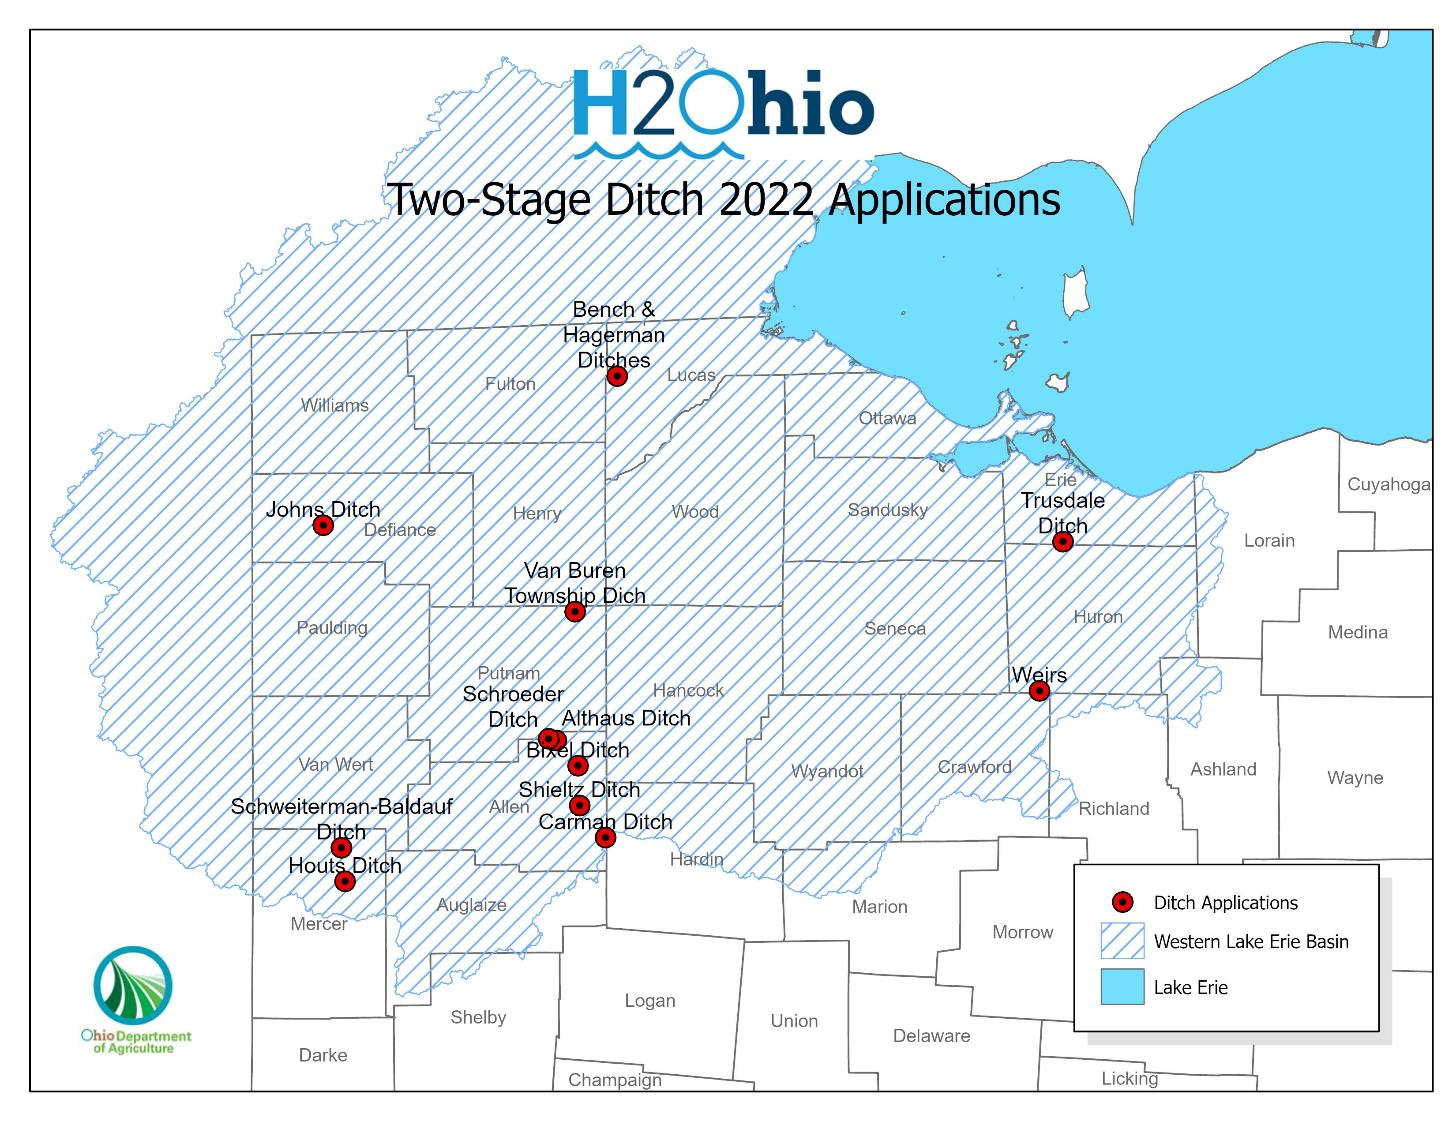 H2Ohio
Two-Stage Ditch 2022 Applications
Bench &
Hagerman
Ditches
Lucas
Fulton
Williams
Ottawa
Erie
Cuyahoga
Trusdale
Ditch
Johns Ditch
Defiance
Henry
Wood
Sandusky
Lorain
Van Buren
Township Dich
Paulding
Seneca
Huron
Medina
Putnam
Weirs
Schroeder
Ditch
Hancock
Althaus Ditch
Bixel Ditch
Van Wert
Wyandot
Crawford
Ashland
Wayne
Shieltz Ditch
Allen
Schweiterman-Baldauf
Ditch
Carman Ditch
Richland
Houts Ditch
Hardin
Auglaize
Mercer
Marion
Morrow
Ditch Applications
Western Lake Erie Basin
Lake Erie
Logan
Shelby
Union
Delaware
Ohio Department
of Agriculture
Darke
Champaign
Licking